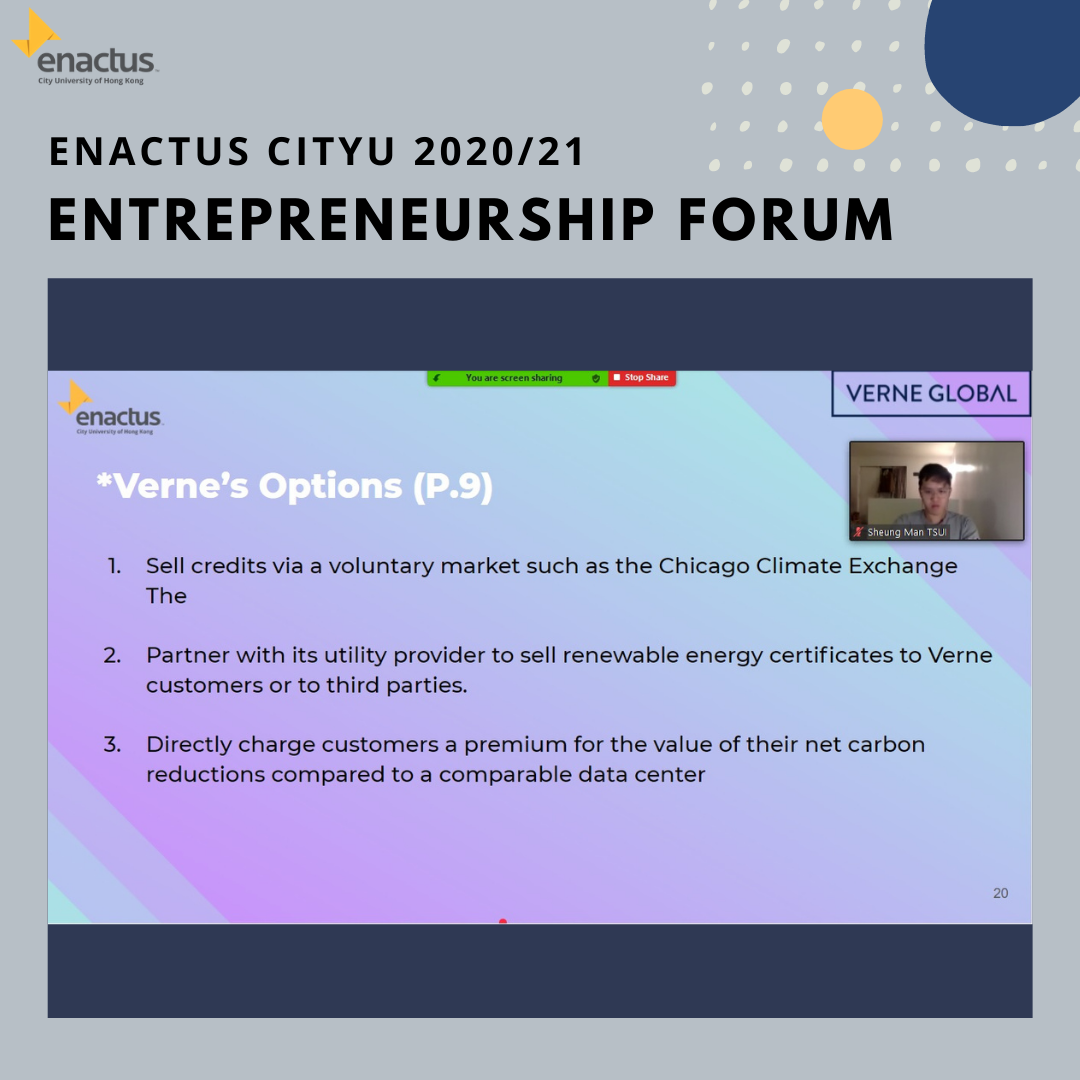 enactus
City University of Hong Kong
ENACTUS CITYU 2020/21
ENTREPRENEURSHIP FORUM
You are screen sharing
Stop Share
enactus
City University of Hong Kong
VERNE GLOBAL
*Verne's Options (P.9)
Sheung Man TSUI
1. Sell credits via a voluntary market such as the Chicago Climate Exchange
The
2. Partner with its utility provider to sell renewable energy certificates to Verne
customers or to third parties.
3. Directly charge customers a premium for the value of their net carbon
reductions compared to a comparable data center
20